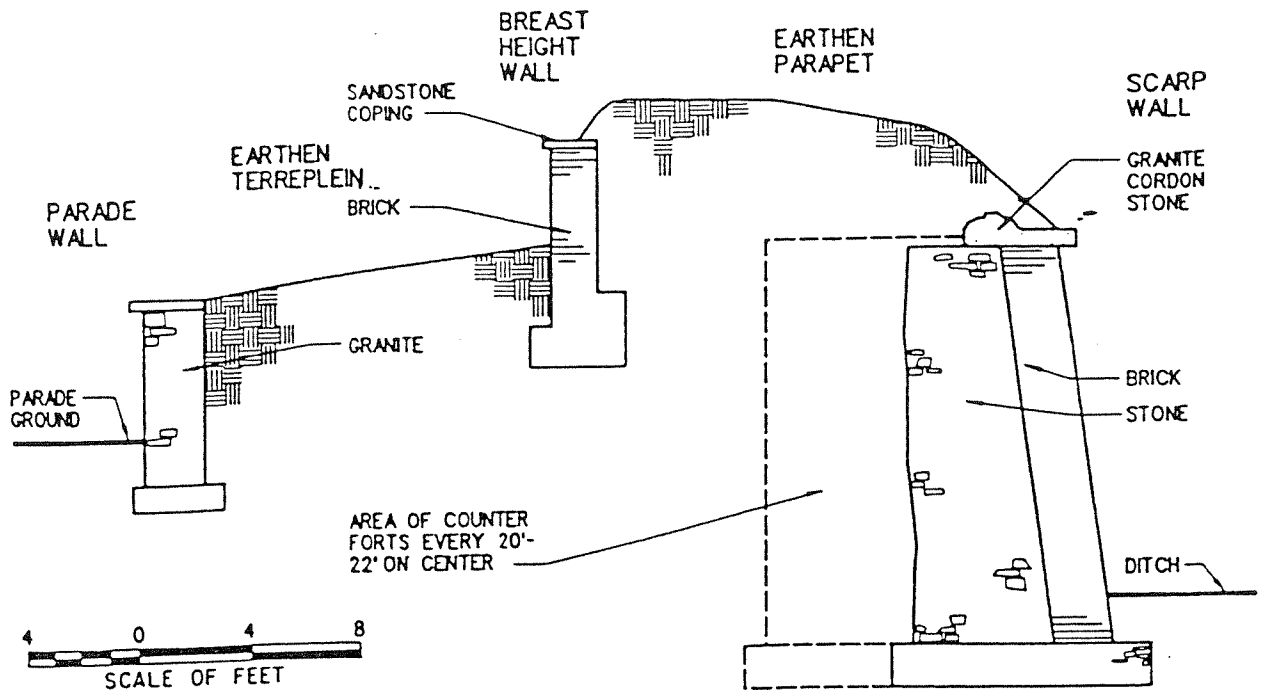 BREAST
HEIGHT
WALL
EARTHEN
PARAPET
SCARP
WALL
SANDSTONE
COPING
EARTHEN
TERREPLEIN
GRANITE
CORDON
STONE
PARADE
WALL
BRICK
GRANITE
BRICK
PARADE
GROUND
STONE
AREA OF COUNTER
FORTS EVERY 20'-
22' ON CENTER
DITCH
4 0 4 8
SCALE OF FEET